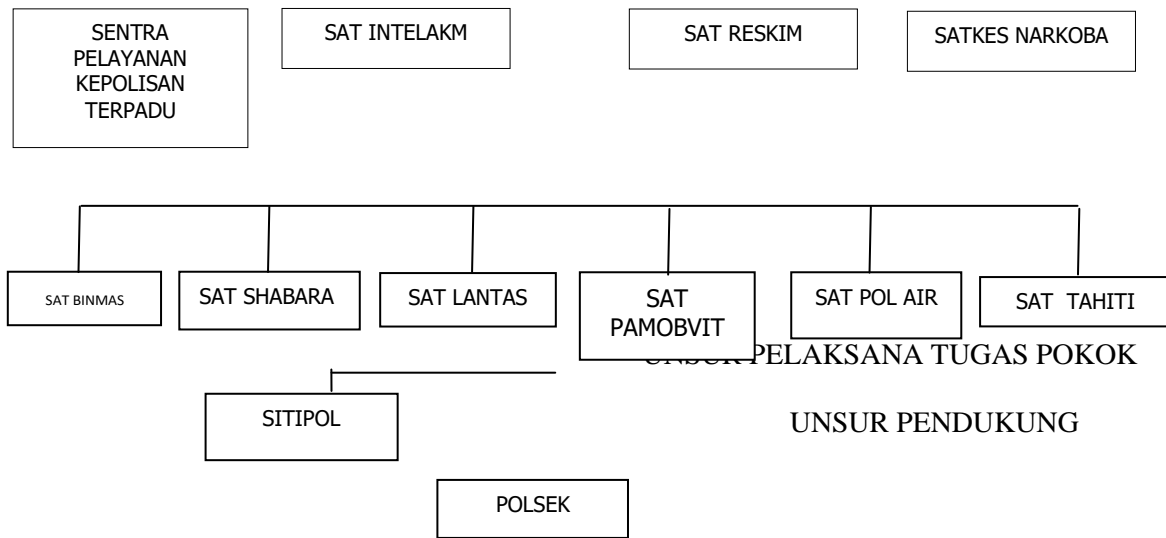 SENTRA
PELAYANAN
KEPOLISAN
TERPADU
SAT INTELAKM
SAT RESKIM
SATKES NARKOBA
SAT BINMAS
SAT SHABARA
SAT LANTAS
SAT
PAMOBVIT
SAT POL AIR
SAT TAHITI
UNSUR PELAKSANA TUGAS POKOK
SITIPOL
UNSUR PENDUKUNG
POLSEK